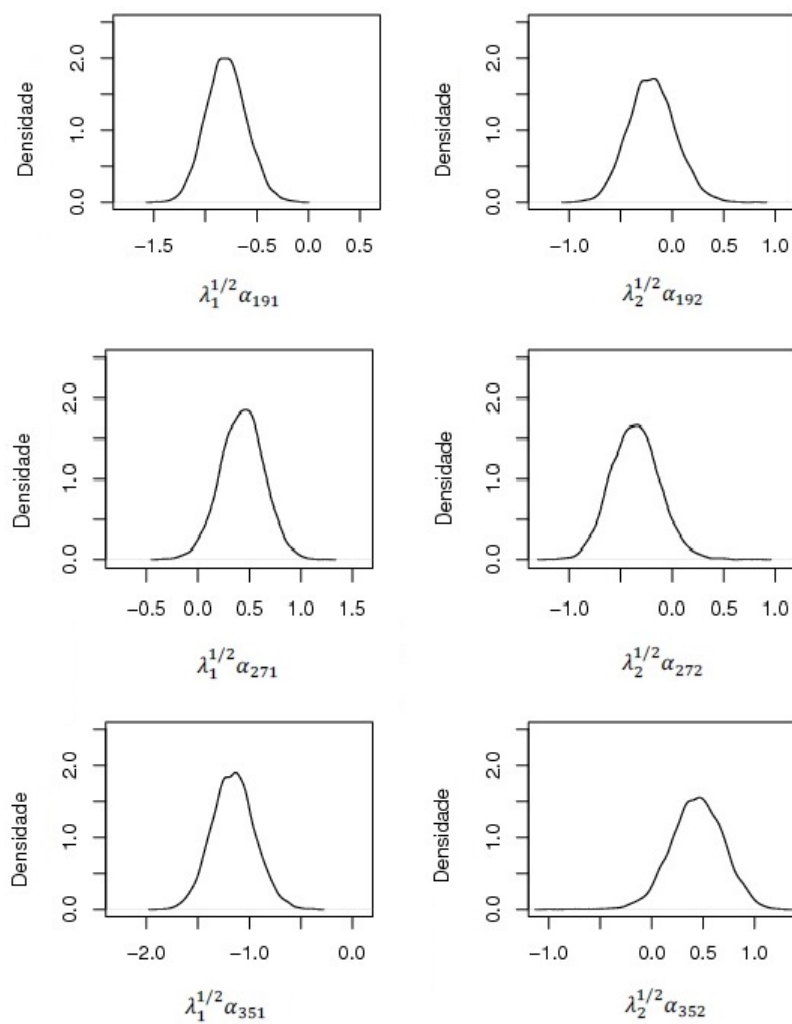 Densidade
2.0
1.0
0.0
−1.5 −0.5 0.0 0.5
λ₁^{1/2}α₁₉₁
Densidade
2.0
1.0
0.0
−1.0 0.0 0.5 1.0
λ₂^{1/2}α₁₉₂
Densidade
2.0
1.0
0.0
−0.5 0.0 0.5 1.0 1.5
λ₁^{1/2}α₂₇₁
Densidade
2.0
1.0
0.0
−1.0 0.0 0.5 1.0
λ₂^{1/2}α₂₇₂
Densidade
2.0
1.0
0.0
−2.0 −1.0 0.0
λ₁^{1/2}α₃₅₁
Densidade
2.0
1.0
0.0
−1.0 0.0 0.5 1.0
λ₂^{1/2}α₃₅₂